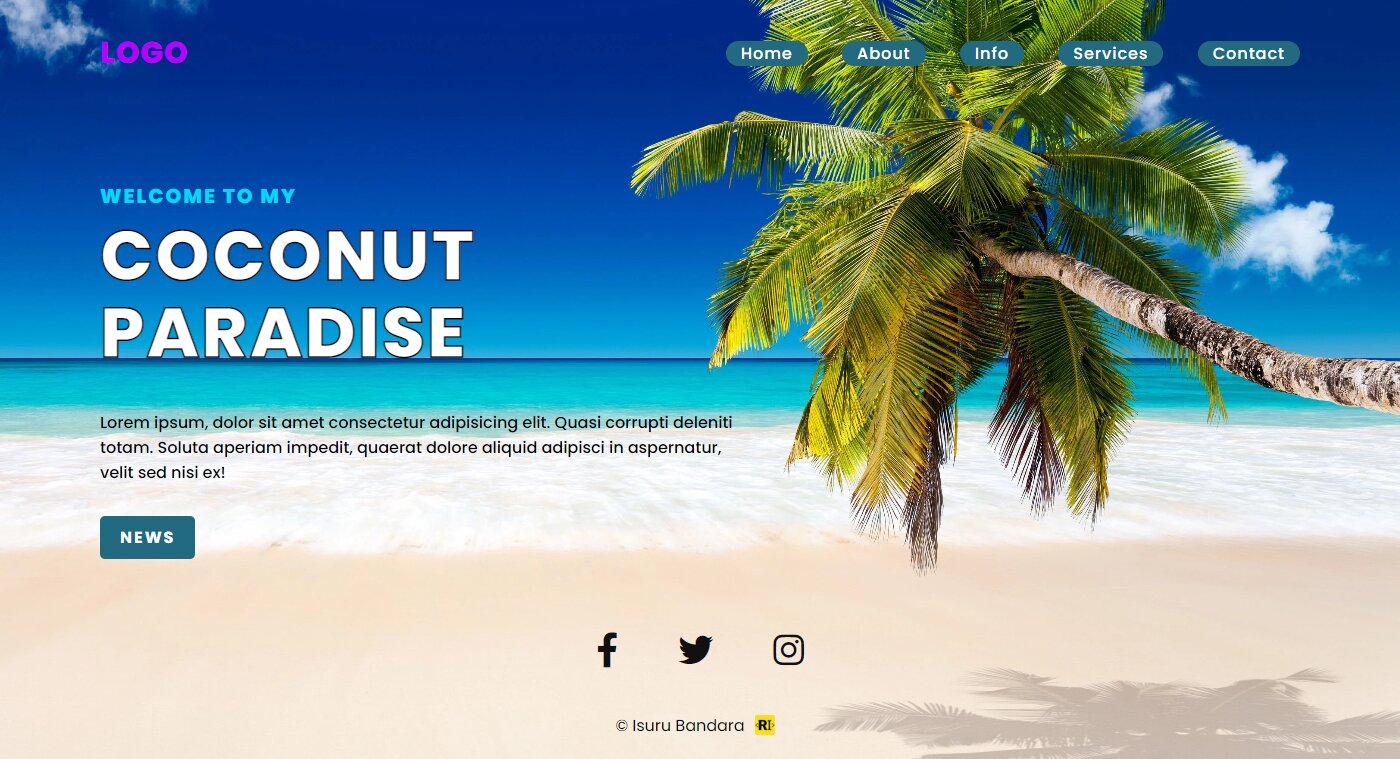 LOGO
Home About Info Services Contact
WELCOME TO MY
COCONUT
PARADISE
Lorem ipsum, dolor sit amet consectetur adipisicing elit. Quasi corrupti deleniti
totam. Soluta aperiam impedit, quaerat dolore aliquid adipisci in aspernatur,
velit sed nisi ex!
NEWS
© Isuru Bandara RI